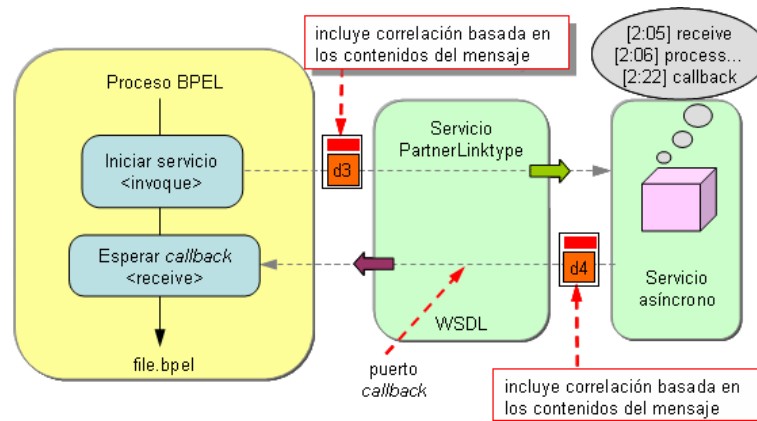 incluye correlación basada en
los contenidos del mensaje
[2:05] receive
[2:06] process...
[2:22] callback
Proceso BPEL
Iniciar servicio
<invoque>
d3
Servicio
PartnerLinktype
Esperar callback
<receive>
d4
Servicio
asíncrono
WSDL
file.bpel
puerto
callback
incluye correlación basada en
los contenidos del mensaje